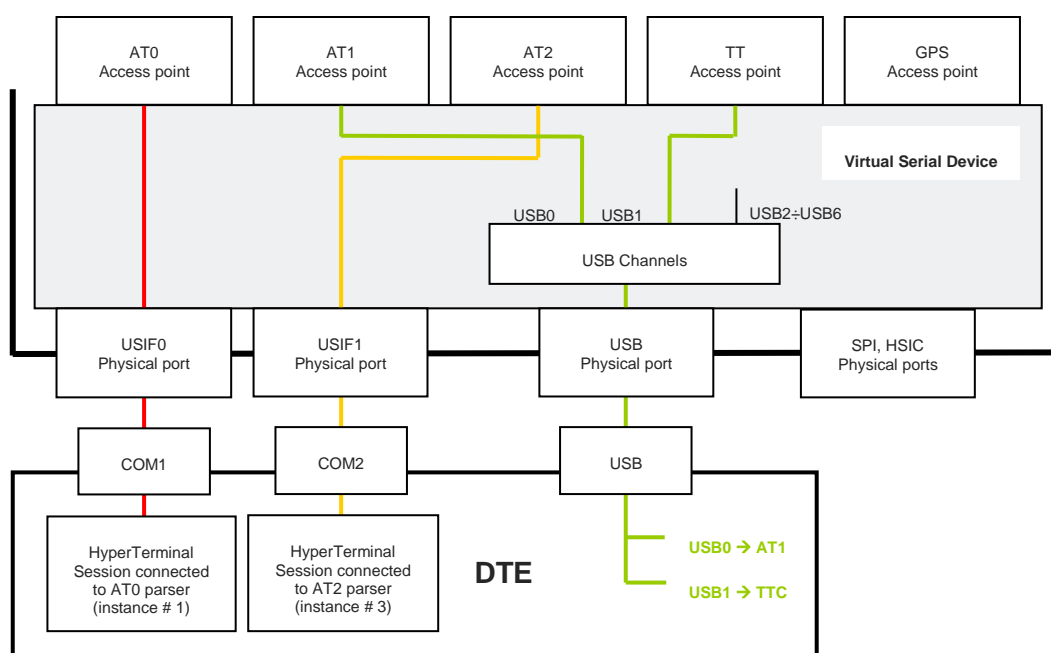 AT0
Access point
AT1
Access point
AT2
Access point
TT
Access point
GPS
Access point
Virtual Serial Device
USB0
USB1
USB2÷USB6
USB Channels
USIF0
Physical port
USIF1
Physical port
USB
Physical port
SPI, HSIC
Physical ports
COM1
COM2
USB
HyperTerminal
Session connected
to AT0 parser
(instance # 1)
HyperTerminal
Session connected
to AT2 parser
(instance # 3)
DTE
USB0 → AT1
USB1 → TTC